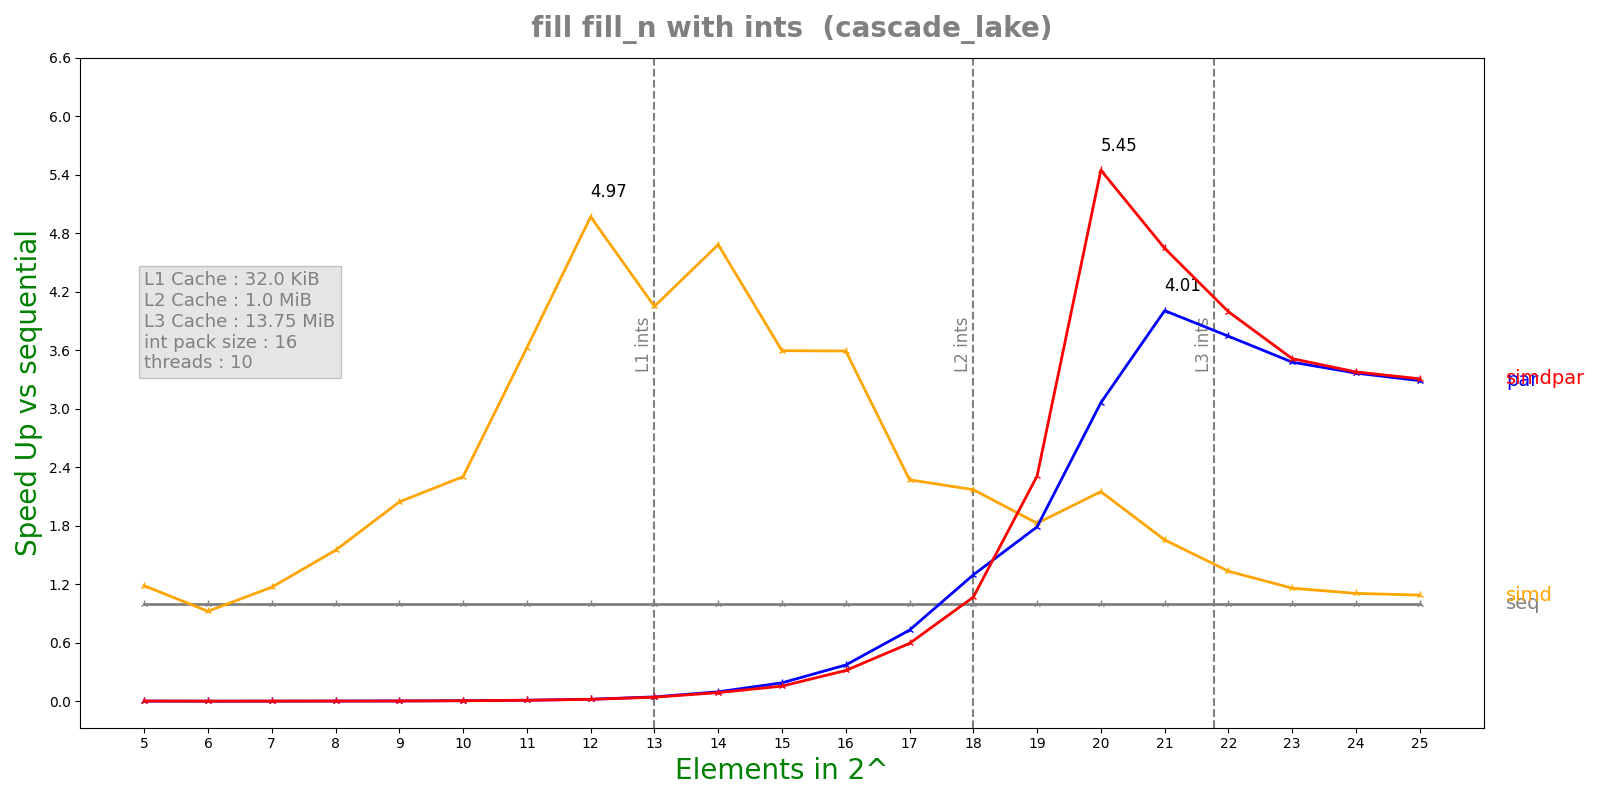 fill fill_n with ints  (cascade_lake)
6.6
6.0
5.4
4.8
4.2
3.6
3.0
2.4
1.8
1.2
0.6
0.0
Speed Up vs sequential
L1 Cache : 32.0 KiB
L2 Cache : 1.0 MiB
L3 Cache : 13.75 MiB
int pack size : 16
threads : 10
4.97
5.45
4.01
L1 ints
L2 ints
L3 ints
simdpar
par
simd
seq
5 6 7 8 9 10 11 12 13 14 15 16 17 18 19 20 21 22 23 24 25
Elements in 2^